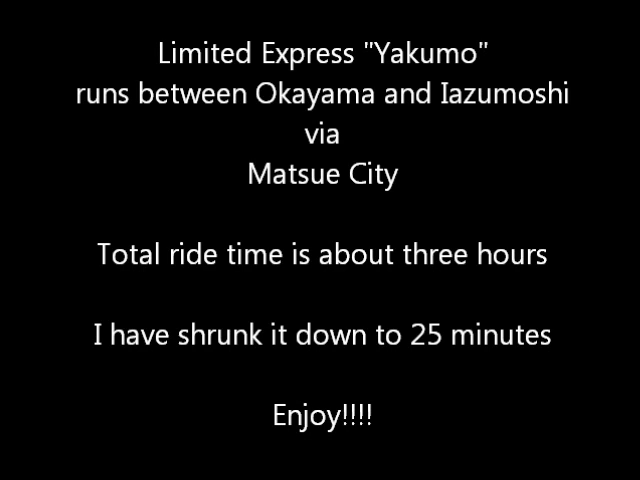 Limited Express "Yakumo"
runs between Okayama and Iazumoshi
via
Matsue City
Total ride time is about three hours
I have shrunk it down to 25 minutes
Enjoy!!!!